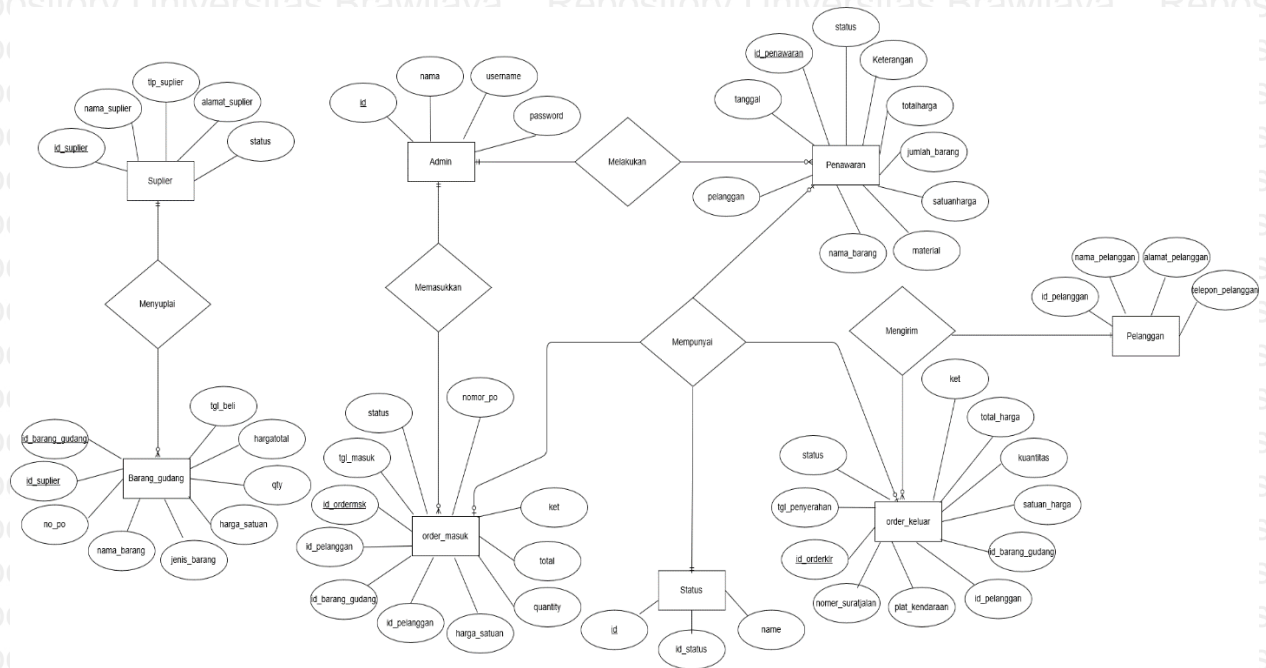 Repository Universitas Brawijaya
status
id_penawaran
Keterangan
tanggal
totalharga
jumlah_barang
Penawaran
pelanggan
satuanharga
nama_barang
material
nama
username
id
password
Admin
Melakukan
tlp_suplier
nama_suplier
alamat_suplier
id_suplier
status
Suplier
Menyuplai
Memasukkan
Mempunyai
Mengirim
nama_pelanggan
alamat_pelanggan
id_pelanggan
telepon_pelanggan
Pelanggan
tgl_beli
id_barang_gudang
hargatotal
id_suplier
Barang_gudang
qty
no_po
harga_satuan
nama_barang
jenis_barang
nomor_po
status
tgl_masuk
id_ordermsk
ket
id_pelanggan
order_masuk
total
id_barang_gudang
quantity
id_pelanggan
harga_satuan
Status
id
id_status
name
ket
total_harga
status
kuantitas
tgl_penyerahan
order_keluar
satuan_harga
id_orderklr
id_barang_gudang
nomer_suratjalan
plat_kendaraan
id_pelanggan